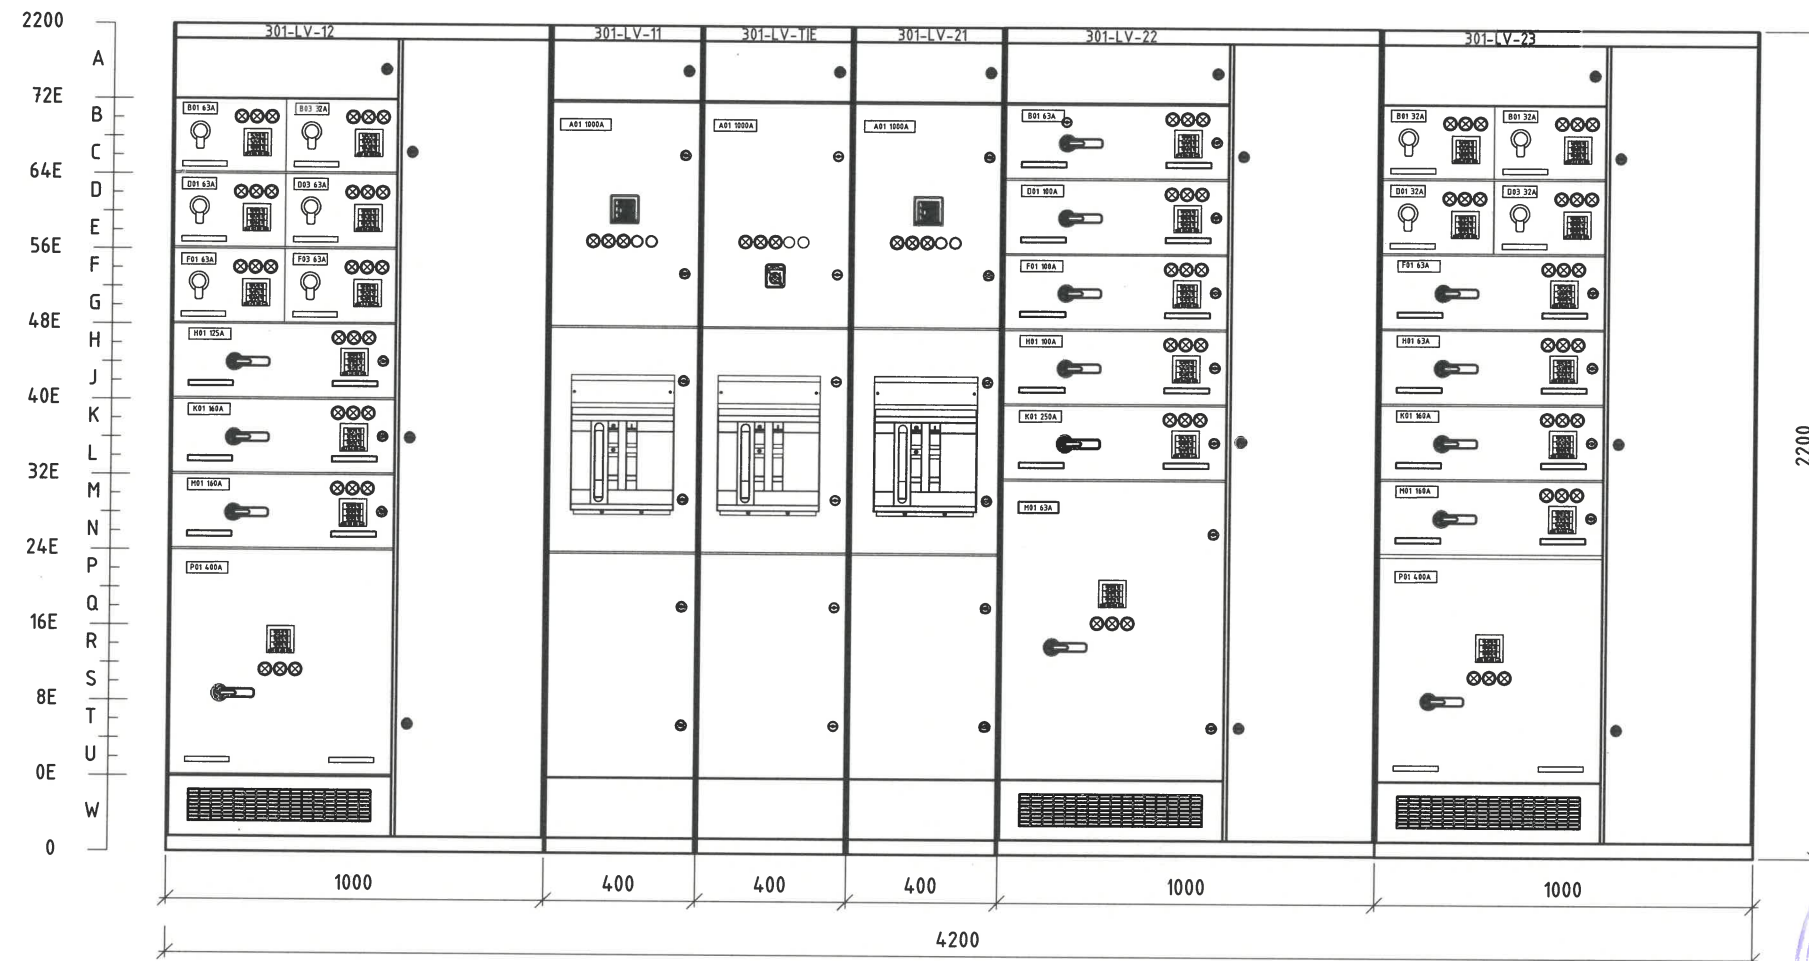 2200
301-LV-12 301-LV-11 301-LV-TIE 301-LV-21 301-LV-22 301-LV-23
A
72E
B
B01 63A B03 32A A01 1000A A01 1000A A01 1000A B01 63A B01 32A B01 32A
C
64E
D
D01 63A D03 63A D01 100A D01 32A D03 32A
E
56E
F
F01 63A F03 63A F01 100A F01 63A
G
48E
H
H01 125A H01 100A H01 63A
J
40E
K
K01 160A K01 250A K01 160A
L
32E
M
M01 160A M01 63A M01 160A
N
24E
P
P01 400A P01 400A
Q
16E
R
S
8E
T
U
0E
W
0
2200
1000 400 400 400 1000 1000
4200